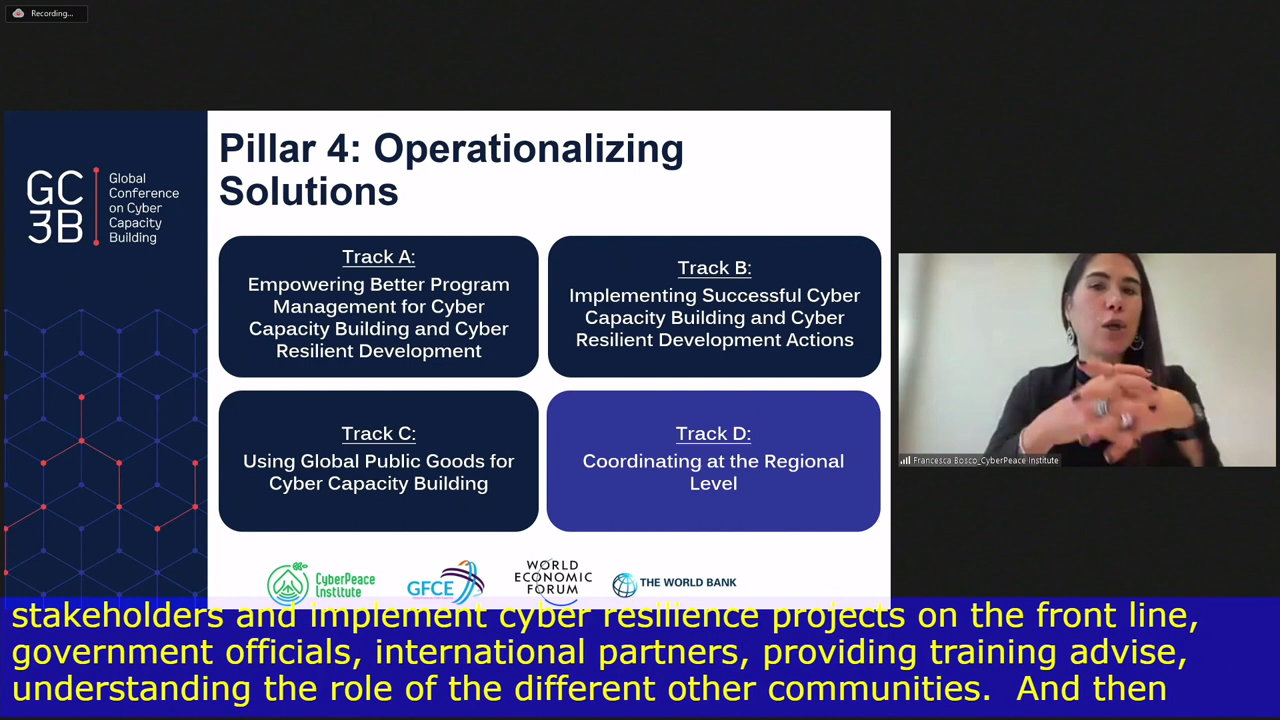 Recording...
GC
3B
Global
Conference
on Cyber
Capacity
Building
Pillar 4: Operationalizing
Solutions
Track A:
Empowering Better Program
Management for Cyber
Capacity Building and Cyber
Resilient Development
Track B:
Implementing Successful Cyber
Capacity Building and Cyber
Resilient Development Actions
Track C:
Using Global Public Goods for
Cyber Capacity Building
Track D:
Coordinating at the Regional
Level
CyberPeace
Institute
GFCE
WORLD
ECONOMIC
FORUM
THE WORLD BANK
Francesca Bosco_CyberPeace Institute
stakeholders and implement cyber resilience projects on the front line,
government officials, international partners, providing training advise,
understanding the role of the different other communities.  And then